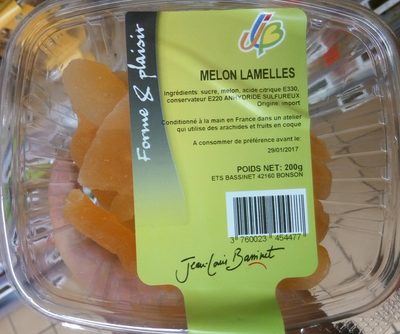 JLB
Forme & plaisir
MELON LAMELLES
Ingrédients: sucre, melon, acide citrique E330,
conservateur E220 ANHYDRIDE SULFUREUX
Origine: import
Conditionné à la main en France dans un atelier
qui utilise des arachides et fruits en coque
A consommer de préférence avant le:
29/01/2017
POIDS NET: 200g
ETS BASSINET 42160 BONSON
3 760023 454477
Jean-Louis Bassinet